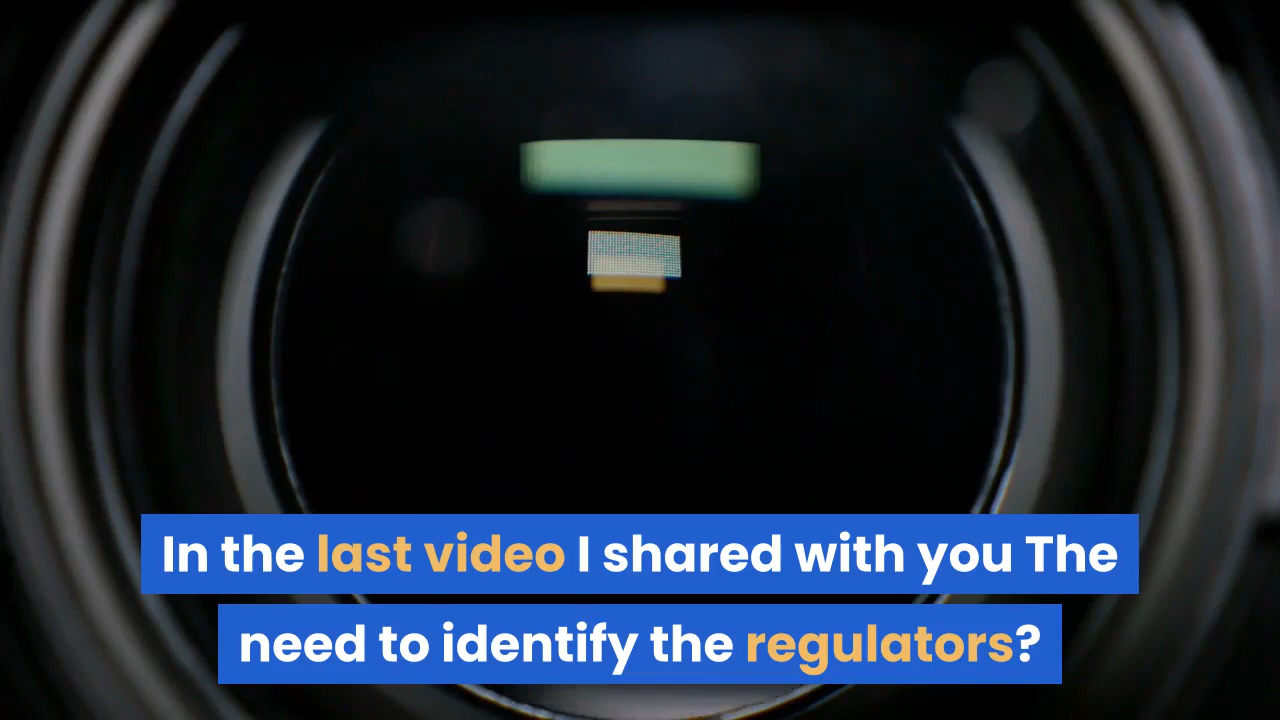 In the last video I shared with you The
need to identify the regulators?